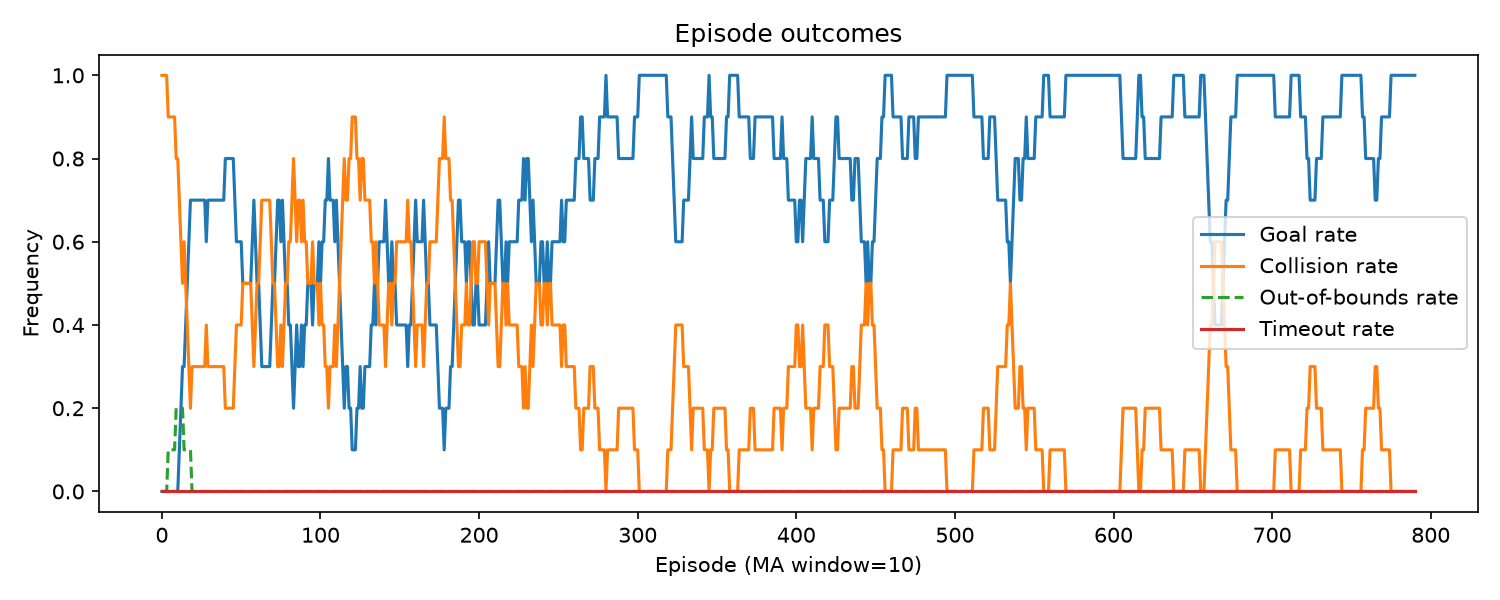 Episode outcomes
1.0
0.8
0.6
0.4
0.2
0.0
Frequency
Goal rate
Collision rate
Out-of-bounds rate
Timeout rate
0 100 200 300 400 500 600 700 800
Episode (MA window=10)